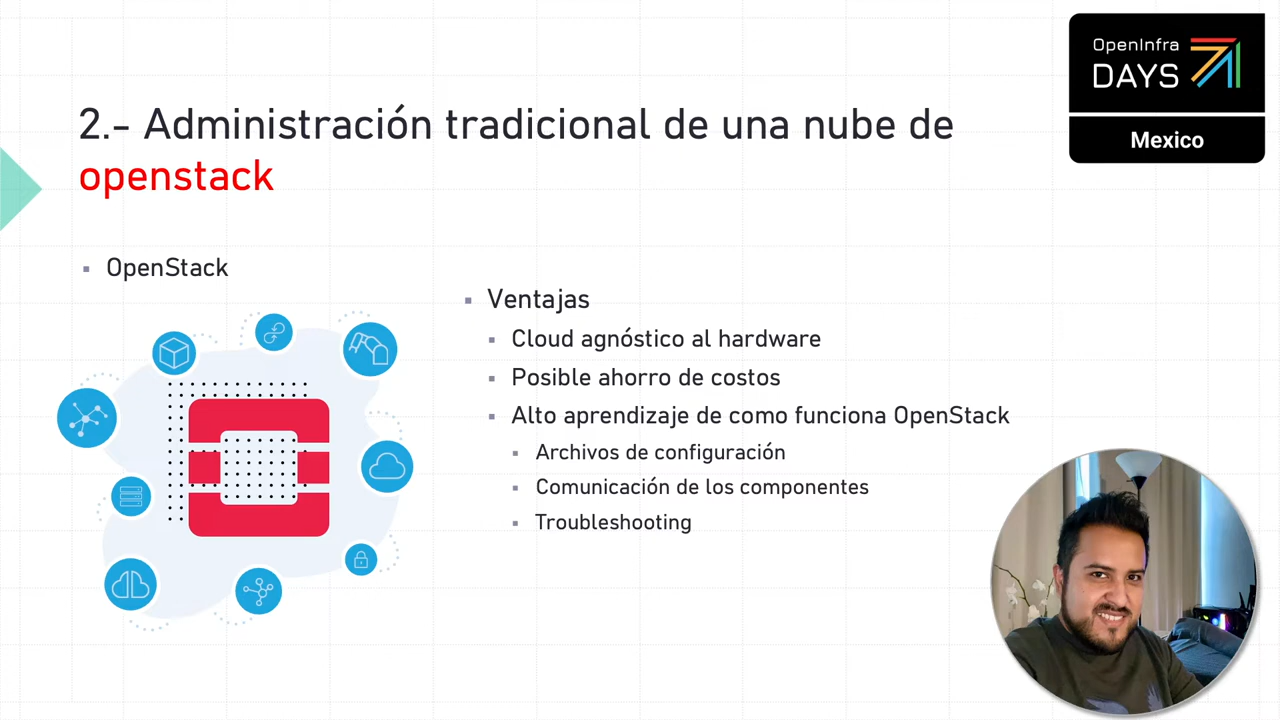 OpenInfra
DAYS
Mexico
2.- Administración tradicional de una nube de
openstack
OpenStack
Ventajas
Cloud agnóstico al hardware
Posible ahorro de costos
Alto aprendizaje de como funciona OpenStack
Archivos de configuración
Comunicación de los componentes
Troubleshooting